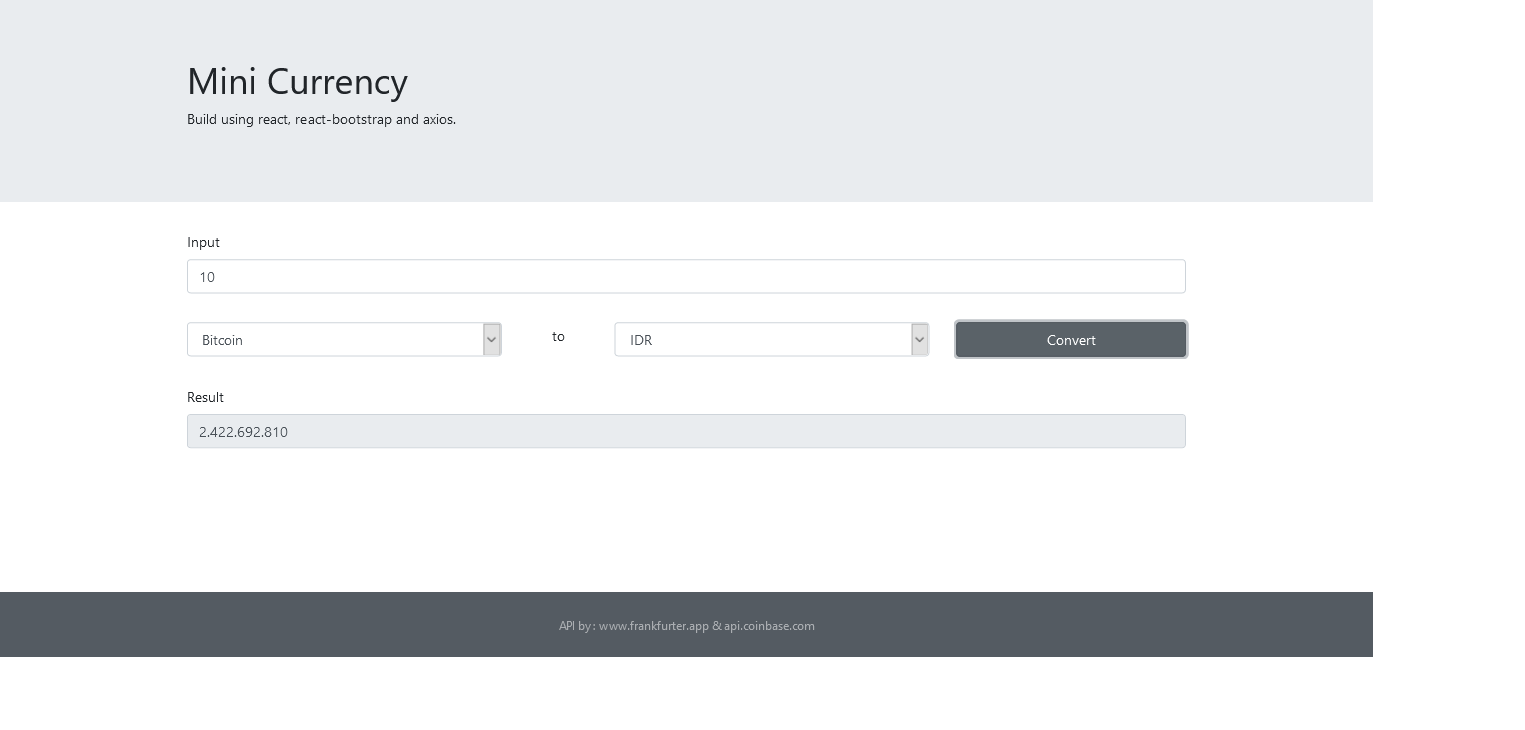 Mini Currency
Build using react, react-bootstrap and axios.
Input
10
Bitcoin to IDR Convert
Result
2.422.692.810
API by : www.frankfurter.app & api.coinbase.com